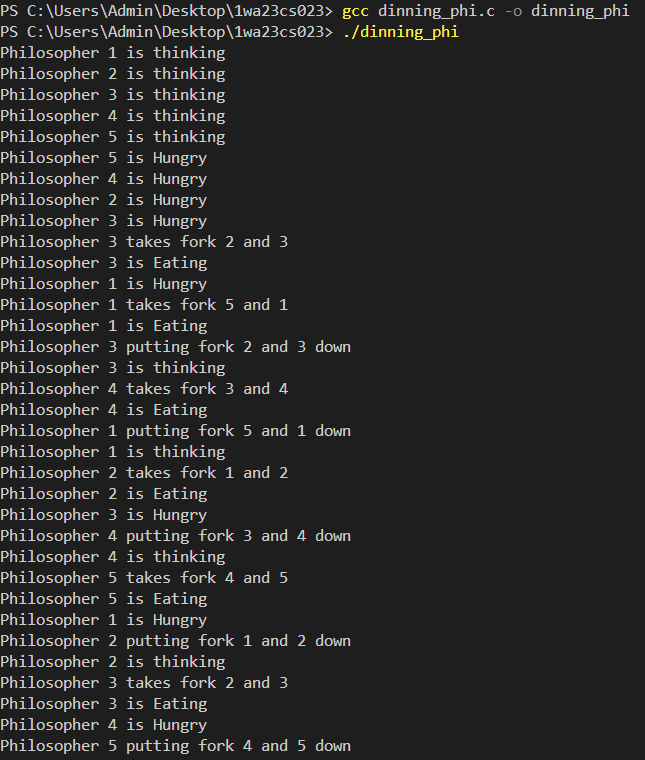 PS C:\Users\Admin\Desktop\1wa23cs023> gcc dinning_phi.c -o dinning_phi
PS C:\Users\Admin\Desktop\1wa23cs023> ./dinning_phi
Philosopher 1 is thinking
Philosopher 2 is thinking
Philosopher 3 is thinking
Philosopher 4 is thinking
Philosopher 5 is thinking
Philosopher 5 is Hungry
Philosopher 4 is Hungry
Philosopher 2 is Hungry
Philosopher 3 is Hungry
Philosopher 3 takes fork 2 and 3
Philosopher 3 is Eating
Philosopher 1 is Hungry
Philosopher 1 takes fork 5 and 1
Philosopher 1 is Eating
Philosopher 3 putting fork 2 and 3 down
Philosopher 3 is thinking
Philosopher 4 takes fork 3 and 4
Philosopher 4 is Eating
Philosopher 1 putting fork 5 and 1 down
Philosopher 1 is thinking
Philosopher 2 takes fork 1 and 2
Philosopher 2 is Eating
Philosopher 3 is Hungry
Philosopher 4 putting fork 3 and 4 down
Philosopher 4 is thinking
Philosopher 5 takes fork 4 and 5
Philosopher 5 is Eating
Philosopher 1 is Hungry
Philosopher 2 putting fork 1 and 2 down
Philosopher 2 is thinking
Philosopher 3 takes fork 2 and 3
Philosopher 3 is Eating
Philosopher 4 is Hungry
Philosopher 5 putting fork 4 and 5 down